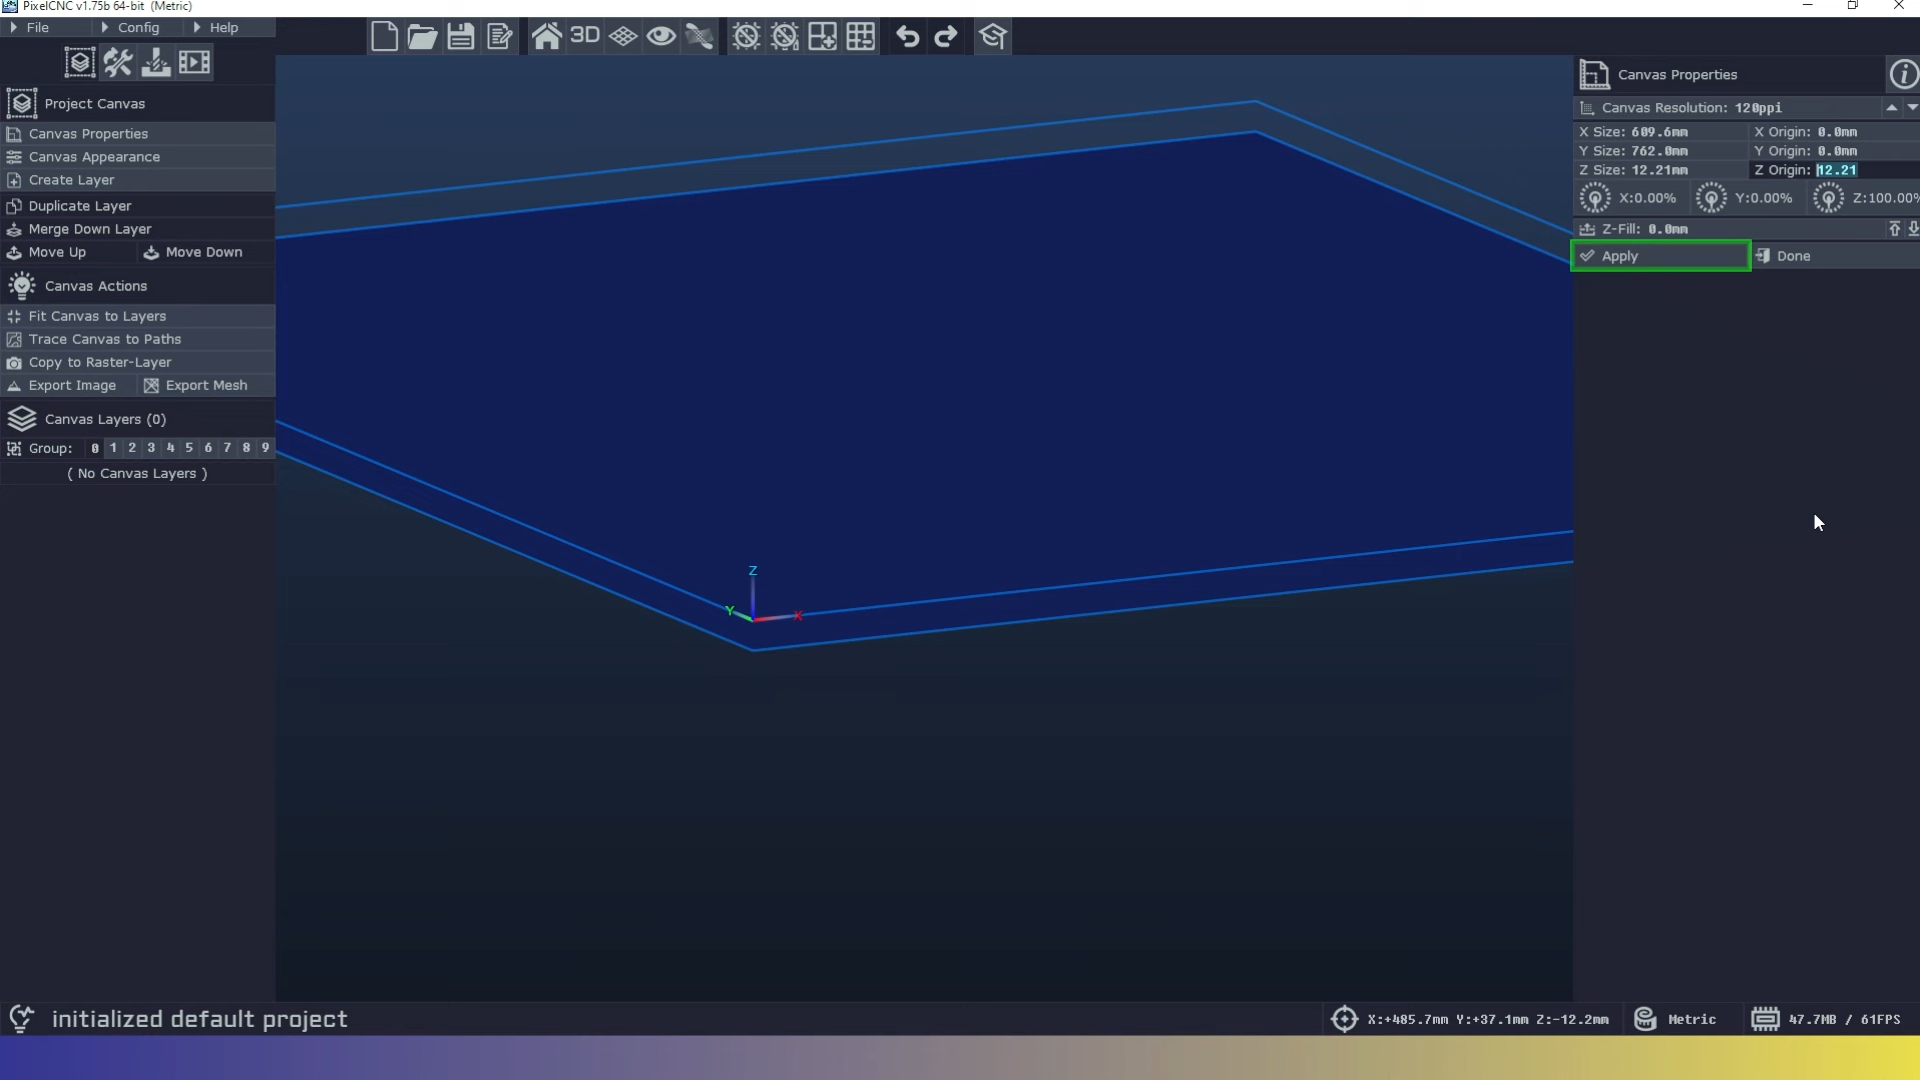 PixelCNC v1.75b 64-bit (Metric)
File Config Help
3D
Project Canvas
Canvas Properties
Canvas Appearance
Create Layer
Duplicate Layer
Merge Down Layer
Move Up Move Down
Canvas Actions
Fit Canvas to Layers
Trace Canvas to Paths
Copy to Raster-Layer
Export Image Export Mesh
Canvas Layers (0)
Group: 0 1 2 3 4 5 6 7 8 9
( No Canvas Layers )
Z
Y X
Canvas Properties
Canvas Resolution: 120ppi
X Size: 609.6mm X Origin: 0.0mm
Y Size: 762.0mm Y Origin: 0.0mm
Z Size: 12.21mm Z Origin: 12.21
X:0.00% Y:0.00% Z:100.00%
Z-Fill: 0.0mm
Apply Done
initialized default project
X:+485.7mm Y:+37.1mm Z:-12.2mm Metric 47.7MB / 61FPS